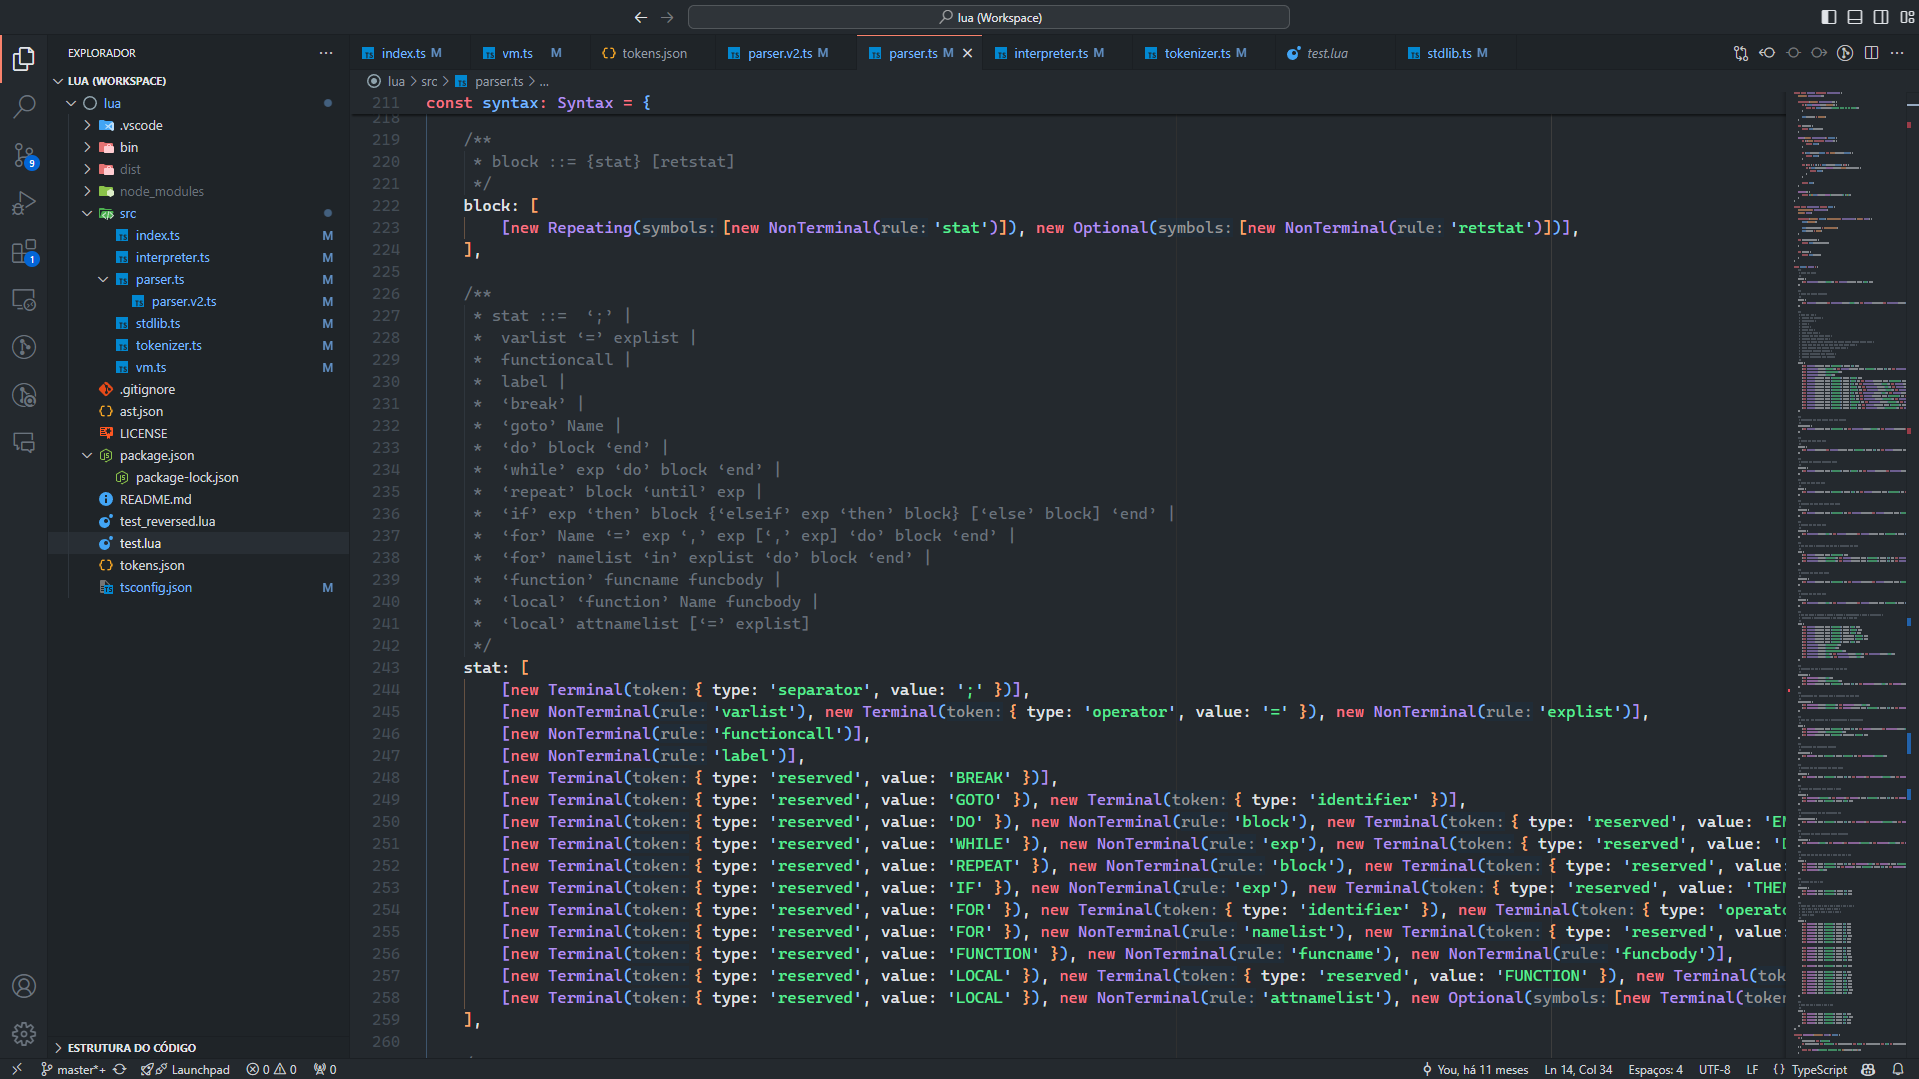 lua (Workspace)
EXPLORADOR
LUA (WORKSPACE)
lua
.vscode
bin
dist
node_modules
src
index.ts M
interpreter.ts M
parser.ts M
parser.v2.ts M
stdlib.ts M
tokenizer.ts M
vm.ts M
.gitignore
ast.json
LICENSE
package.json
package-lock.json
README.md
test_reversed.lua
test.lua
tokens.json
tsconfig.json M
ESTRUTURA DO CÓDIGO
9
1
index.ts M vm.ts M tokens.json parser.v2.ts M parser.ts M interpreter.ts M tokenizer.ts M test.lua stdlib.ts M
lua > src > parser.ts > ...
211 const syntax: Syntax = {
218
219 /**
220 * block ::= {stat} [retstat]
221 */
222 block: [
223 [new Repeating(symbols: [new NonTerminal(rule: 'stat')]), new Optional(symbols: [new NonTerminal(rule: 'retstat')])],
224 ],
225
226 /**
227 * stat ::=  ‘;’ |
228 *  varlist ‘=’ explist |
229 *  functioncall |
230 *  label |
231 *  ‘break’ |
232 *  ‘goto’ Name |
233 *  ‘do’ block ‘end’ |
234 *  ‘while’ exp ‘do’ block ‘end’ |
235 *  ‘repeat’ block ‘until’ exp |
236 *  ‘if’ exp ‘then’ block {‘elseif’ exp ‘then’ block} [‘else’ block] ‘end’ |
237 *  ‘for’ Name ‘=’ exp ‘,’ exp [‘,’ exp] ‘do’ block ‘end’ |
238 *  ‘for’ namelist ‘in’ explist ‘do’ block ‘end’ |
239 *  ‘function’ funcname funcbody |
240 *  ‘local’ ‘function’ Name funcbody |
241 *  ‘local’ attnamelist [‘=’ explist]
242 */
243 stat: [
244 [new Terminal(token: { type: 'separator', value: ';' })],
245 [new NonTerminal(rule: 'varlist'), new Terminal(token: { type: 'operator', value: '=' }), new NonTerminal(rule: 'explist')],
246 [new NonTerminal(rule: 'functioncall')],
247 [new NonTerminal(rule: 'label')],
248 [new Terminal(token: { type: 'reserved', value: 'BREAK' })],
249 [new Terminal(token: { type: 'reserved', value: 'GOTO' }), new Terminal(token: { type: 'identifier' })],
250 [new Terminal(token: { type: 'reserved', value: 'DO' }), new NonTerminal(rule: 'block'), new Terminal(token: { type: 'reserved', value: 'E
251 [new Terminal(token: { type: 'reserved', value: 'WHILE' }), new NonTerminal(rule: 'exp'), new Terminal(token: { type: 'reserved', value: 'D
252 [new Terminal(token: { type: 'reserved', value: 'REPEAT' }), new NonTerminal(rule: 'block'), new Terminal(token: { type: 'reserved', value:
253 [new Terminal(token: { type: 'reserved', value: 'IF' }), new NonTerminal(rule: 'exp'), new Terminal(token: { type: 'reserved', value: 'THEN
254 [new Terminal(token: { type: 'reserved', value: 'FOR' }), new Terminal(token: { type: 'identifier' }), new Terminal(token: { type: 'operato
255 [new Terminal(token: { type: 'reserved', value: 'FOR' }), new NonTerminal(rule: 'namelist'), new Terminal(token: { type: 'reserved', value:
256 [new Terminal(token: { type: 'reserved', value: 'FUNCTION' }), new NonTerminal(rule: 'funcname'), new NonTerminal(rule: 'funcbody')],
257 [new Terminal(token: { type: 'reserved', value: 'LOCAL' }), new Terminal(token: { type: 'reserved', value: 'FUNCTION' }), new Terminal(tok
258 [new Terminal(token: { type: 'reserved', value: 'LOCAL' }), new NonTerminal(rule: 'attnamelist'), new Optional(symbols: [new Terminal(token
259 ],
260
master*+ Launchpad 0 0 0 You, há 11 meses Ln 14, Col 34 Espaços: 4 UTF-8 LF {} TypeScript